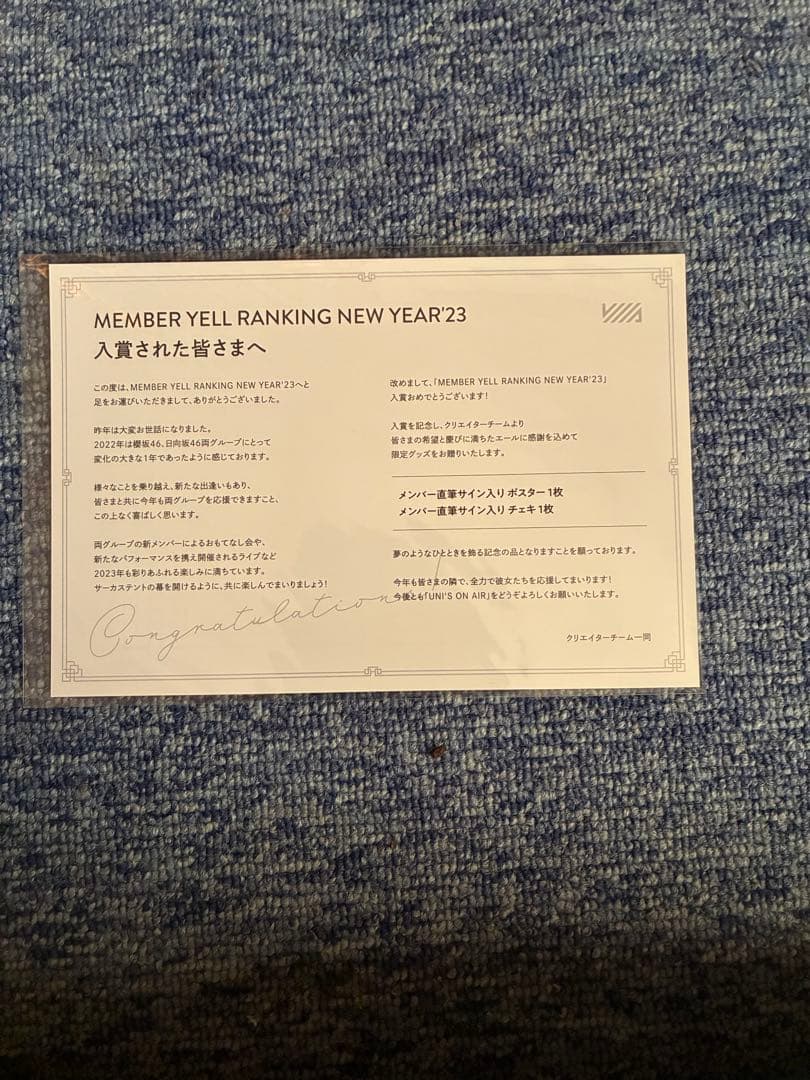 MEMBER YELL RANKING NEW YEAR'23
入賞された皆さまへ
この度は、MEMBER YELL RANKING NEW YEAR'23へと
足をお運びいただきまして、ありがとうございました。
昨年は大変お世話になりました。
2022年は櫻坂46、日向坂46両グループにとって
変化の大きな1年であったように感じております。
様々なことを乗り越え、新たな出逢いもあり、
皆さまと共に今年も両グループを応援できますこと、
この上なく喜ばしく思います。
両グループの新メンバーによるおもてなし会や、
新たなパフォーマンスを携え開催されるライブなど
2023年も彩りあふれる楽しみに満ちています。
サーカステントの幕を開けるように、共に楽しんでまいりましょう!
Congratulations!
改めまして、「MEMBER YELL RANKING NEW YEAR'23」
入賞おめでとうございます!
入賞を記念し、クリエイターチームより
皆さまの希望と慶びに満ちたエールに感謝を込めて
限定グッズをお贈りいたします。
メンバー直筆サイン入り ポスター 1枚
メンバー直筆サイン入り チェキ 1枚
夢のようなひとときを飾る記念の品となりますことを願っております。
今年も皆さまの隣で、全力で彼女たちを応援してまいります!
今後とも「UNI'S ON AIR」をどうぞよろしくお願いいたします。
クリエイターチーム一同